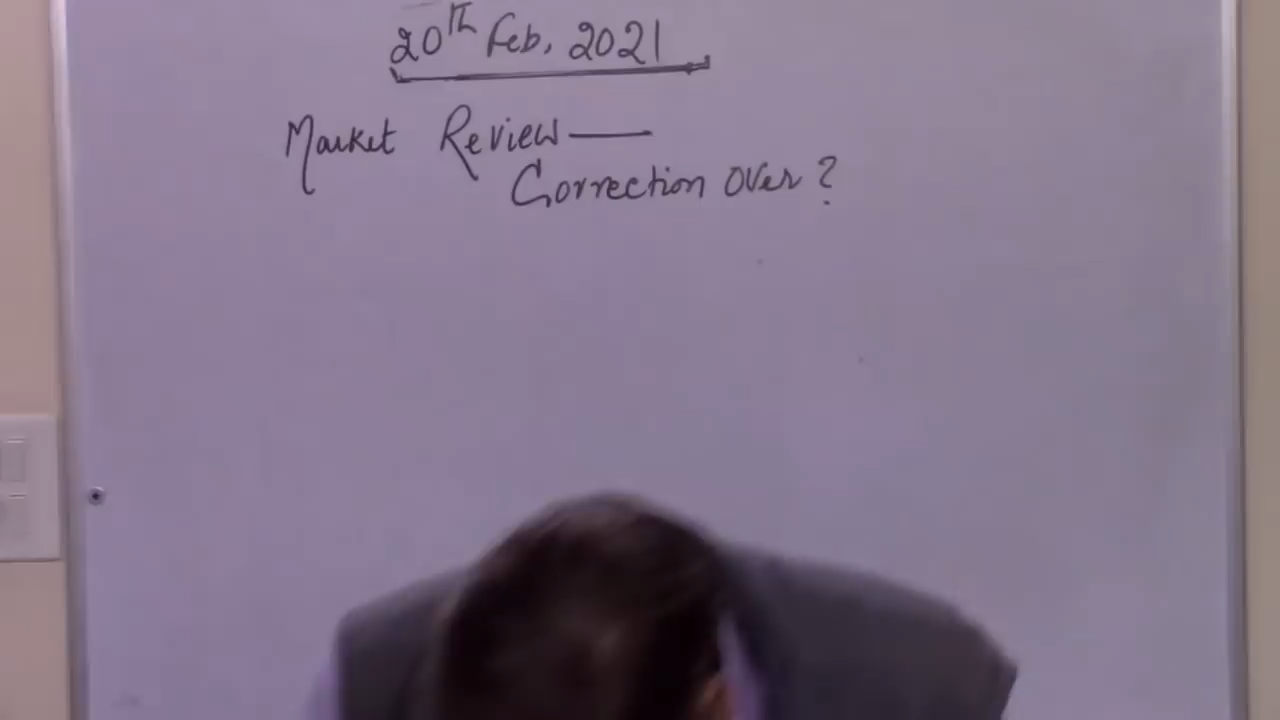 20th Feb, 2021
Market Review —
Correction over?